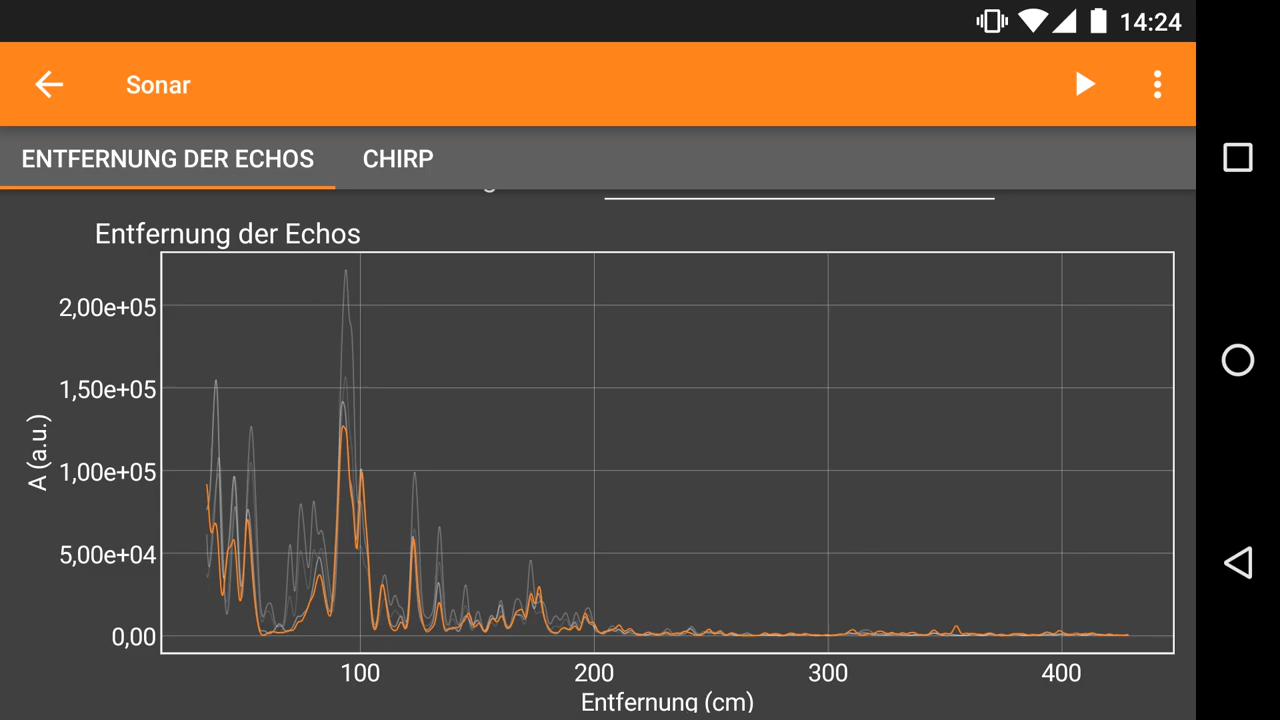 14:24
Sonar
ENTFERNUNG DER ECHOS CHIRP
Entfernung der Echos
2,00e+05
1,50e+05
1,00e+05
5,00e+04
0,00
A (a.u.)
100 200 300 400
Entfernung (cm)